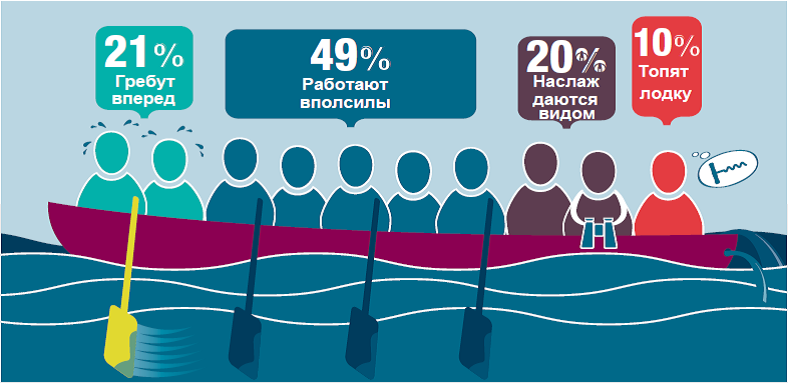 21%
Гребут
вперед
49%
Работают
вполсилы
20%
Наслаж
даются
видом
10%
Топят
лодку